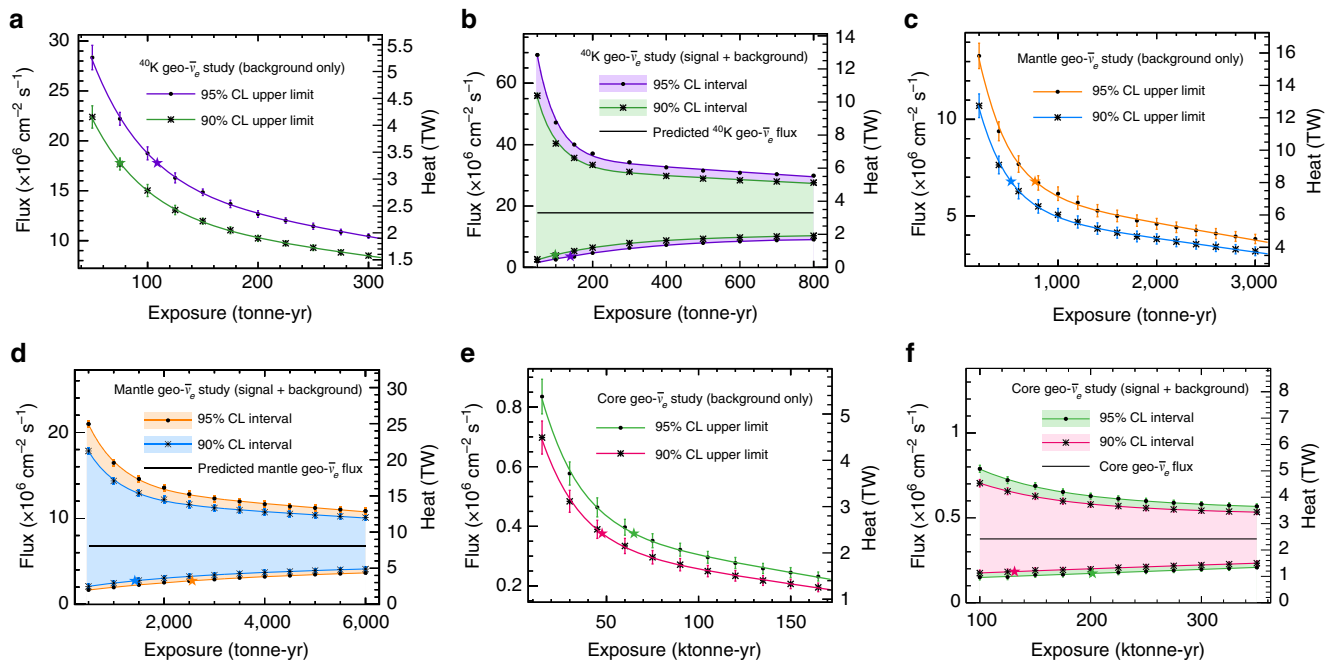 a
30
25
20
15
10
Flux (×10⁶ cm⁻² s⁻¹)
5.5
5
4.5
4
3.5
3
2.5
2
1.5
Heat (TW)
⁴⁰K geo-ν̅ₑ study (background only)
95% CL upper limit
90% CL upper limit
100
200
300
Exposure (tonne-yr)
b
60
40
20
0
Flux (×10⁶ cm⁻² s⁻¹)
14
12
10
8
6
4
2
0
Heat (TW)
⁴⁰K geo-ν̅ₑ study (signal + background)
95% CL interval
90% CL interval
Predicted ⁴⁰K geo-ν̅ₑ flux
200
400
600
800
Exposure (tonne-yr)
c
10
5
Flux (×10⁶ cm⁻² s⁻¹)
16
14
12
10
8
6
4
Heat (TW)
Mantle geo-ν̅ₑ study (background only)
95% CL upper limit
90% CL upper limit
1,000
2,000
3,000
Exposure (tonne-yr)
d
20
10
0
Flux (×10⁶ cm⁻² s⁻¹)
30
25
20
15
10
5
0
Heat (TW)
Mantle geo-ν̅ₑ study (signal + background)
95% CL interval
90% CL interval
Predicted mantle geo-ν̅ₑ flux
2,000
4,000
6,000
Exposure (tonne-yr)
e
0.8
0.6
0.4
0.2
Flux (×10⁶ cm⁻² s⁻¹)
5
4
3
2
1
Heat (TW)
Core geo-ν̅ₑ study (background only)
95% CL upper limit
90% CL upper limit
50
100
150
Exposure (ktonne-yr)
f
1
0.5
0
Flux (×10⁶ cm⁻² s⁻¹)
8
7
6
5
4
3
2
1
0
Heat (TW)
Core geo-ν̅ₑ study (signal + background)
95% CL interval
90% CL interval
Core geo-ν̅ₑ flux
100
200
300
Exposure (ktonne-yr)